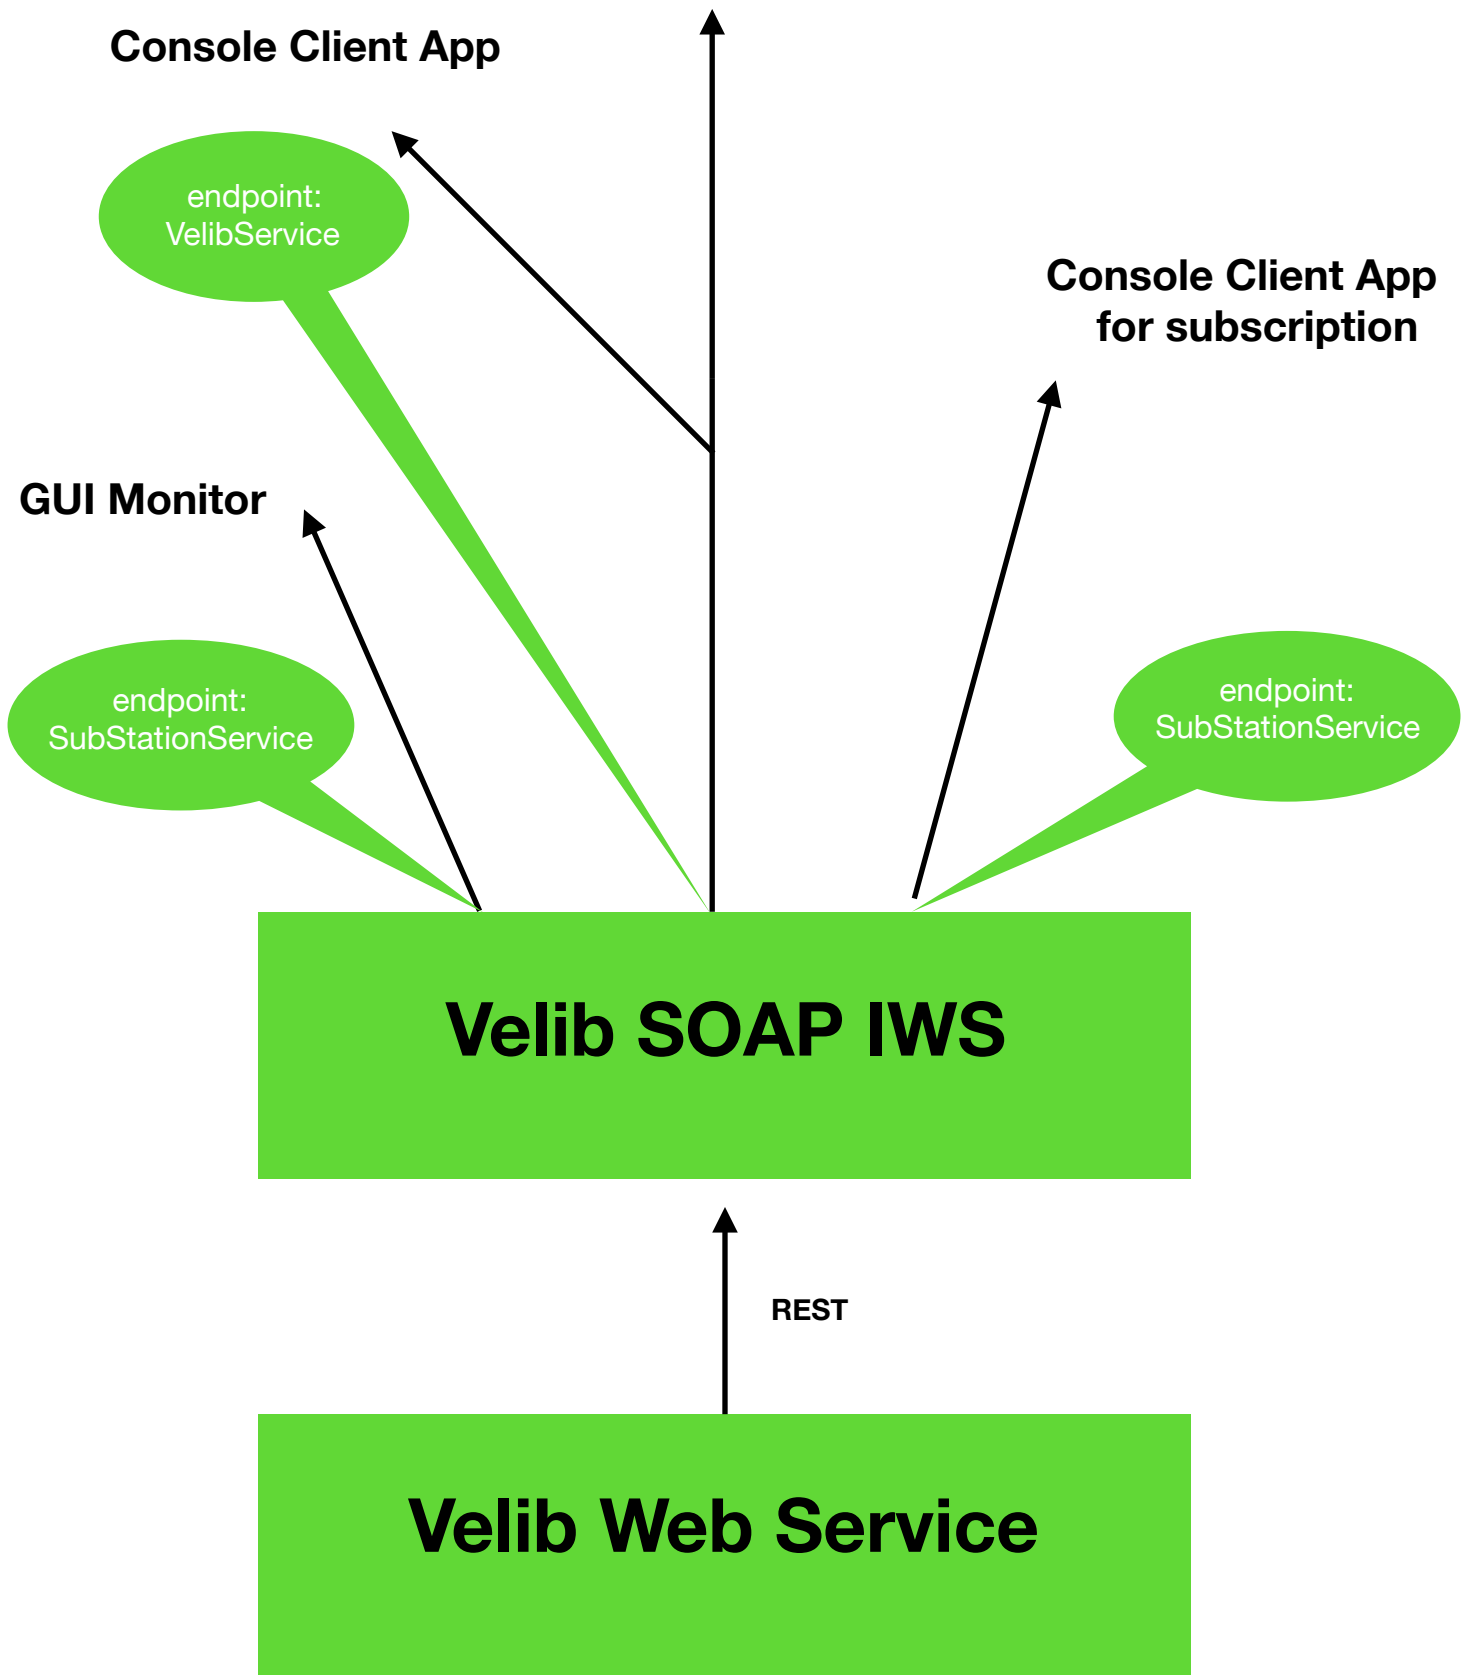 Console Client App
endpoint:
VelibService
Console Client App
for subscription
GUI Monitor
endpoint:
SubStationService
endpoint:
SubStationService
Velib SOAP IWS
REST
Velib Web Service